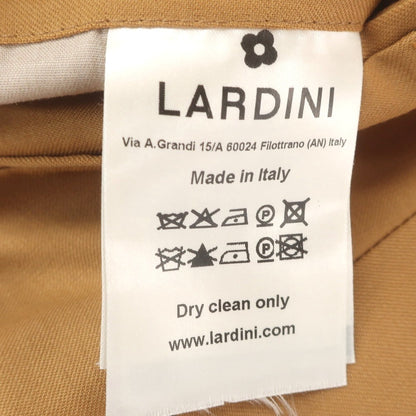 LARDINI
Via A.Grandi 15/A 60024 Filottrano (AN) Italy
Made in Italy
P
P
Dry clean only
www.lardini.com